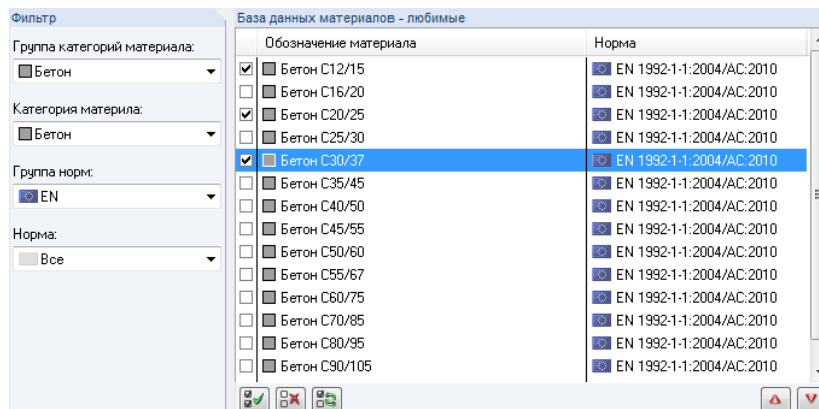 Фильтр
База данных материалов - любимые
Группа категорий материала:
Бетон
Категория материла:
Бетон
Группа норм:
EN
Норма:
Все
Обозначение материала Норма
Бетон C12/15 EN 1992-1-1:2004/AC:2010
Бетон C16/20 EN 1992-1-1:2004/AC:2010
Бетон C20/25 EN 1992-1-1:2004/AC:2010
Бетон C25/30 EN 1992-1-1:2004/AC:2010
Бетон C30/37 EN 1992-1-1:2004/AC:2010
Бетон C35/45 EN 1992-1-1:2004/AC:2010
Бетон C40/50 EN 1992-1-1:2004/AC:2010
Бетон C45/55 EN 1992-1-1:2004/AC:2010
Бетон C50/60 EN 1992-1-1:2004/AC:2010
Бетон C55/67 EN 1992-1-1:2004/AC:2010
Бетон C60/75 EN 1992-1-1:2004/AC:2010
Бетон C70/85 EN 1992-1-1:2004/AC:2010
Бетон C80/95 EN 1992-1-1:2004/AC:2010
Бетон C90/105 EN 1992-1-1:2004/AC:2010